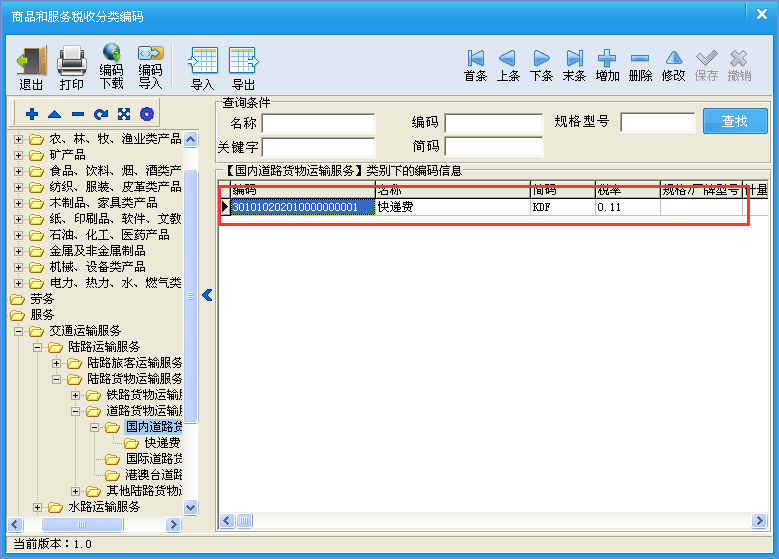 商品和服务税收分类编码
退出 打印 编码下载 编码导入 导入 导出 首条 上条 下条 末条 增加 删除 修改 保存 撤销
查询条件
名称 编码 规格型号 查找
关键字 简码
【国内道路货物运输服务】类别下的编码信息
编码 名称 简码 税率 规格/厂牌型号 计量
301010202010000000001 快递费 KDF 0.11
农、林、牧、渔业类产品
矿产品
食品、饮料、烟、酒类产
纺织、服装、皮革类产品
木制品、家具类产品
纸、印刷品、软件、文教
石油、化工、医药产品
金属及非金属制品
机械、设备类产品
电力、热力、水、燃气类
劳务
服务
交通运输服务
陆路运输服务
陆路旅客运输服务
陆路货物运输服务
铁路货物运输
道路货物运输
国内道路货
快递费
国际道路货
港澳台道路
其他陆路货物
水路运输服务
当前版本：1.0